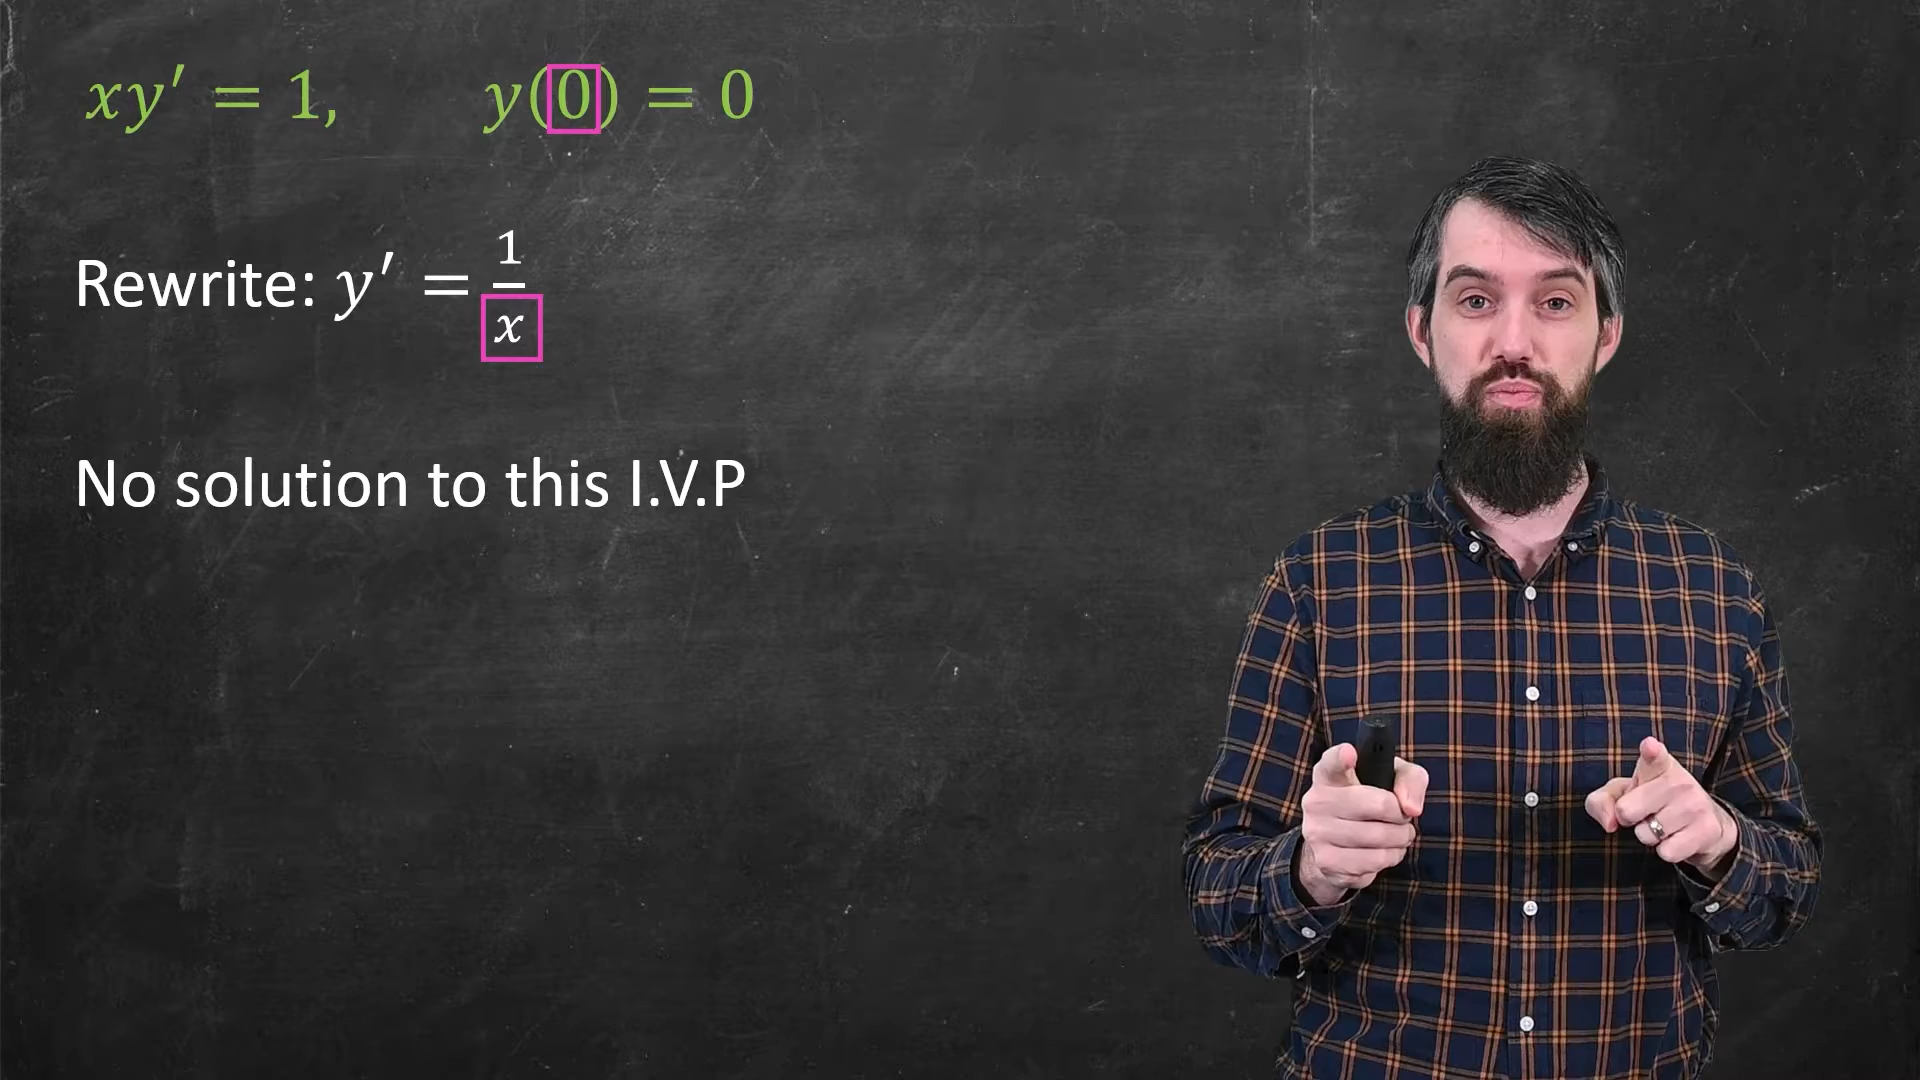 xy′ = 1, y(0) = 0
Rewrite: y′ = 1/x
No solution to this I.V.P